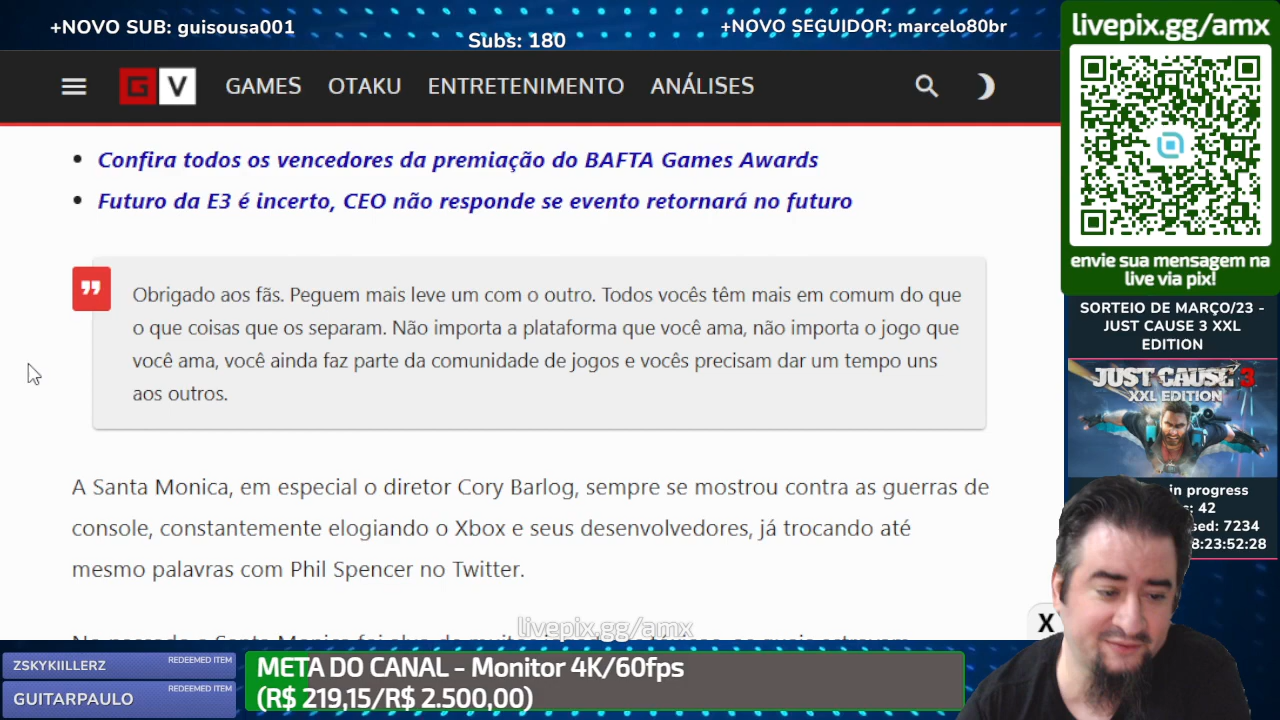 +NOVO SUB: guisousa001
Subs: 180
+NOVO SEGUIDOR: marcelo80br
livepix.gg/amx
G V
GAMES OTAKU ENTRETENIMENTO ANÁLISES
Confira todos os vencedores da premiação do BAFTA Games Awards
Futuro da E3 é incerto, CEO não responde se evento retornará no futuro
Obrigado aos fãs. Peguem mais leve um com o outro. Todos vocês têm mais em comum do que
o que coisas que os separam. Não importa a plataforma que você ama, não importa o jogo que
você ama, você ainda faz parte da comunidade de jogos e vocês precisam dar um tempo uns
aos outros.
A Santa Monica, em especial o diretor Cory Barlog, sempre se mostrou contra as guerras de
console, constantemente elogiando o Xbox e seus desenvolvedores, já trocando até
mesmo palavras com Phil Spencer no Twitter.
livepix.gg/amx
X
envie sua mensagem na
live via pix!
SORTEIO DE MARÇO/23 -
JUST CAUSE 3 XXL
EDITION
JUST CAUSE 3
XXL EDITION
in progress
: 42
sed: 7234
8:23:52:28
ZSKYKIILLERZ REDEEMED ITEM
GUITARPAULO REDEEMED ITEM
META DO CANAL - Monitor 4K/60fps
(R$ 219,15/R$ 2.500,00)